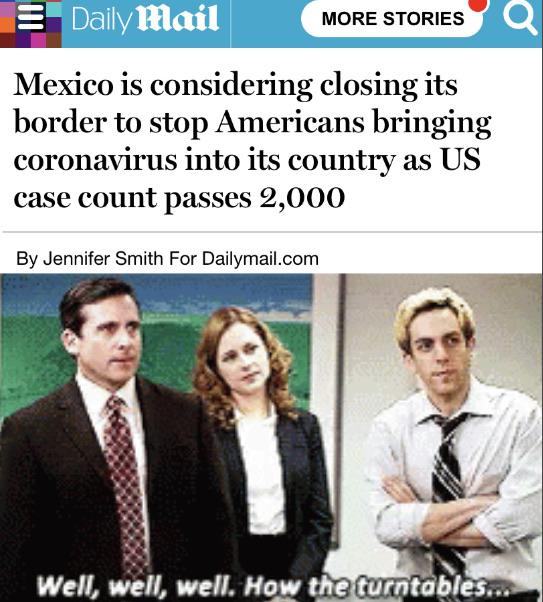 Daily Mail
MORE STORIES
Mexico is considering closing its
border to stop Americans bringing
coronavirus into its country as US
case count passes 2,000
By Jennifer Smith For Dailymail.com
Well, well, well. How the turntables...